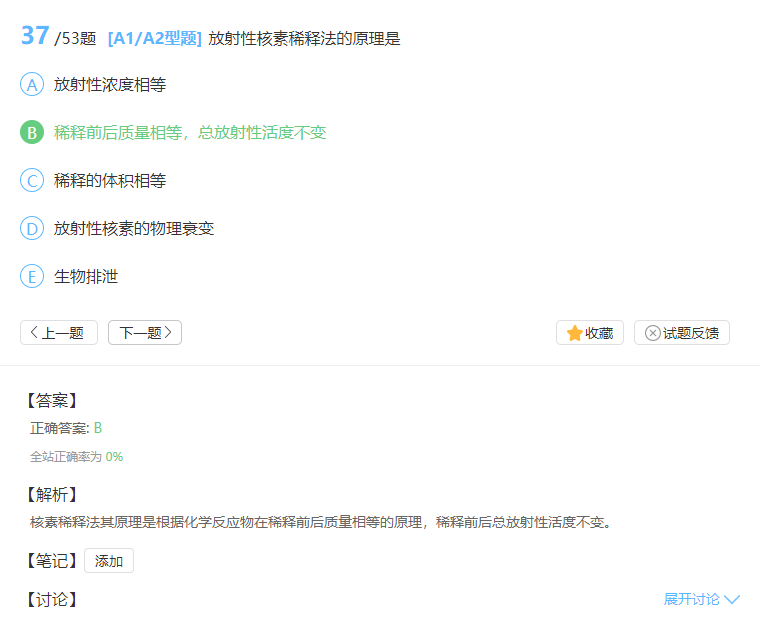 37 /53题 [A1/A2型题] 放射性核素稀释法的原理是
A 放射性浓度相等
B 稀释前后质量相等，总放射性活度不变
C 稀释的体积相等
D 放射性核素的物理衰变
E 生物排泄
上一题 下一题 收藏 试题反馈
【答案】
正确答案: B
全站正确率为 0%
【解析】
核素稀释法其原理是根据化学反应物在稀释前后质量相等的原理，稀释前后总放射性活度不变。
【笔记】 添加
【讨论】 展开讨论